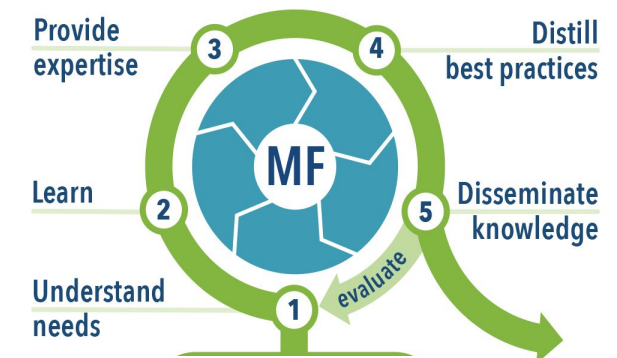 Provide
expertise
3
4
Distill
best practices
MF
Learn
2
5
Disseminate
knowledge
evaluate
Understand
needs
1